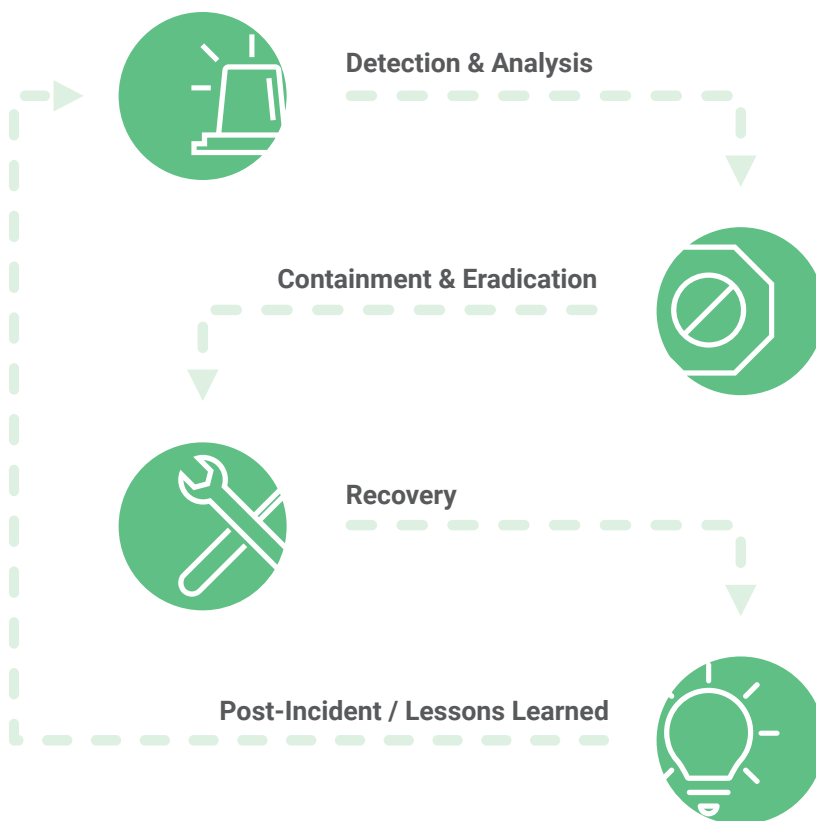 Detection & Analysis
Containment & Eradication
Recovery
Post-Incident / Lessons Learned